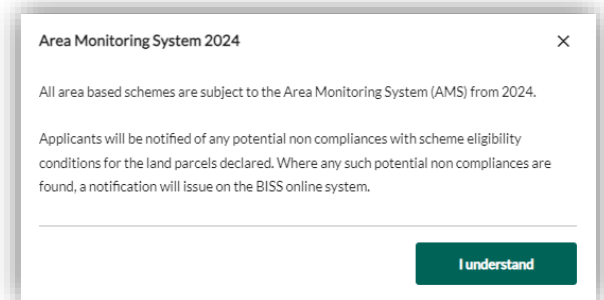 Area Monitoring System 2024
All area based schemes are subject to the Area Monitoring System (AMS) from 2024.
Applicants will be notified of any potential non compliances with scheme eligibility
conditions for the land parcels declared. Where any such potential non compliances are
found, a notification will issue on the BISS online system.
I understand